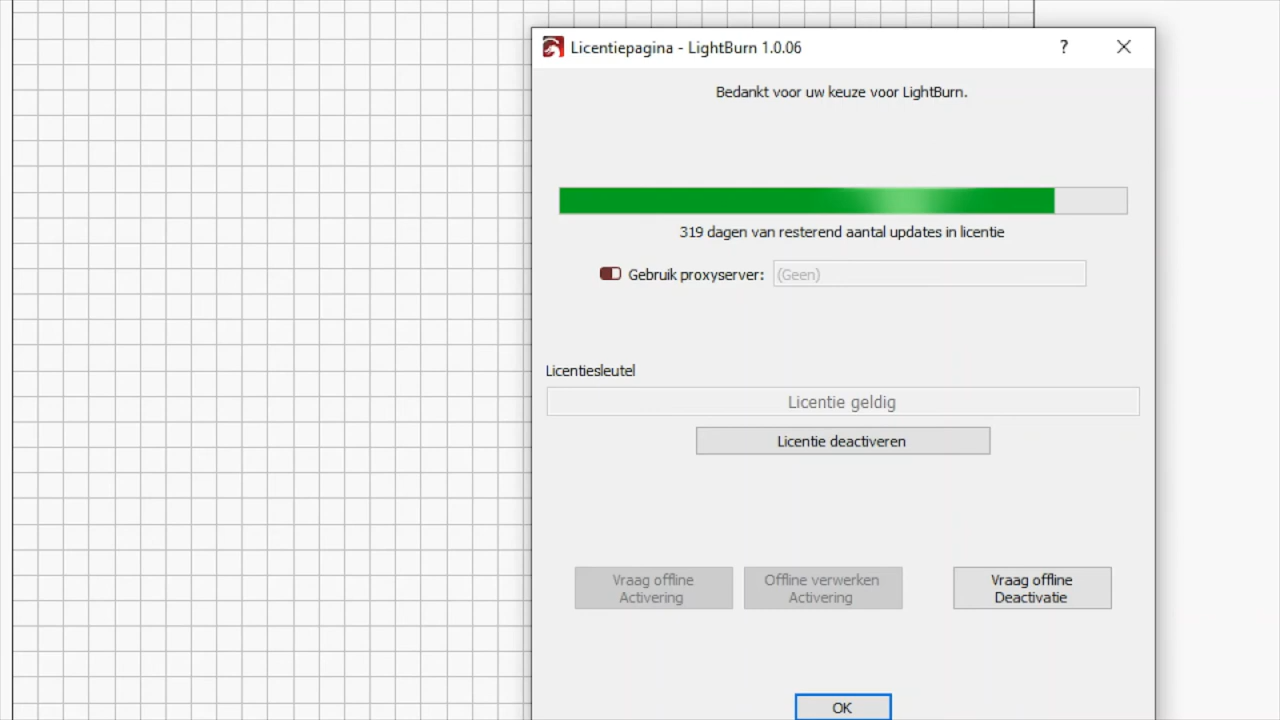 Licentiepagina - LightBurn 1.0.06
?
Bedankt voor uw keuze voor LightBurn.
319 dagen van resterend aantal updates in licentie
Gebruik proxyserver: (Geen)
Licentiesleutel
Licentie geldig
Licentie deactiveren
Vraag offline
Activering
Offline verwerken
Activering
Vraag offline
Deactivatie
OK